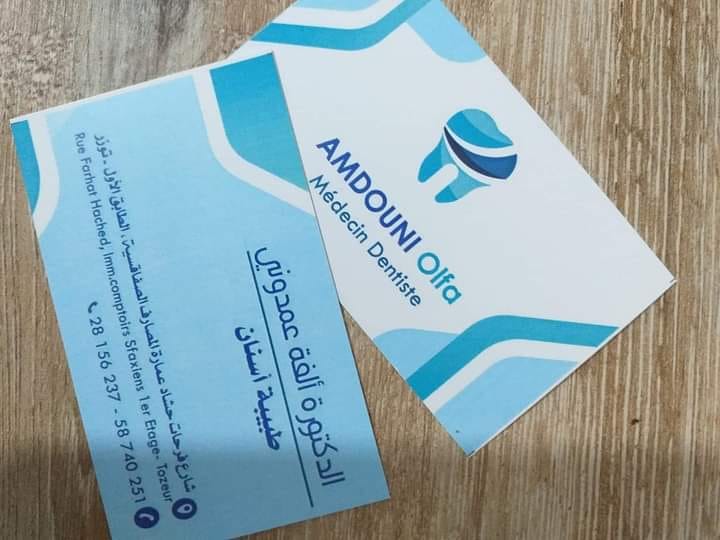 AMDOUNI Olfa
Médecin Dentiste
الدكتورة ألفة عمدوني
طبيبة أسنان
شارع فرحات حشاد عمارة المصارف الصفاقسية، الطابق الأول - توزر
Rue Farhat Hached, Imm.comptoirs Sfaxiens 1er Etage- Tozeur
28 156 237 - 58 740 251